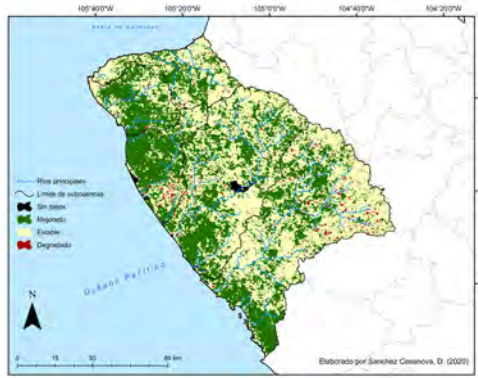 105°40'0"W 105°20'0"W 105°0'0"W 104°40'0"W 104°20'0"W
Ríos principales
Límite de subcuencas
Sin datos
Mejorado
Estable
Degradado
Océano Pacífico
N
0 15 30 60 km
Elaborado por Sanchez Casanova, D. (2020)